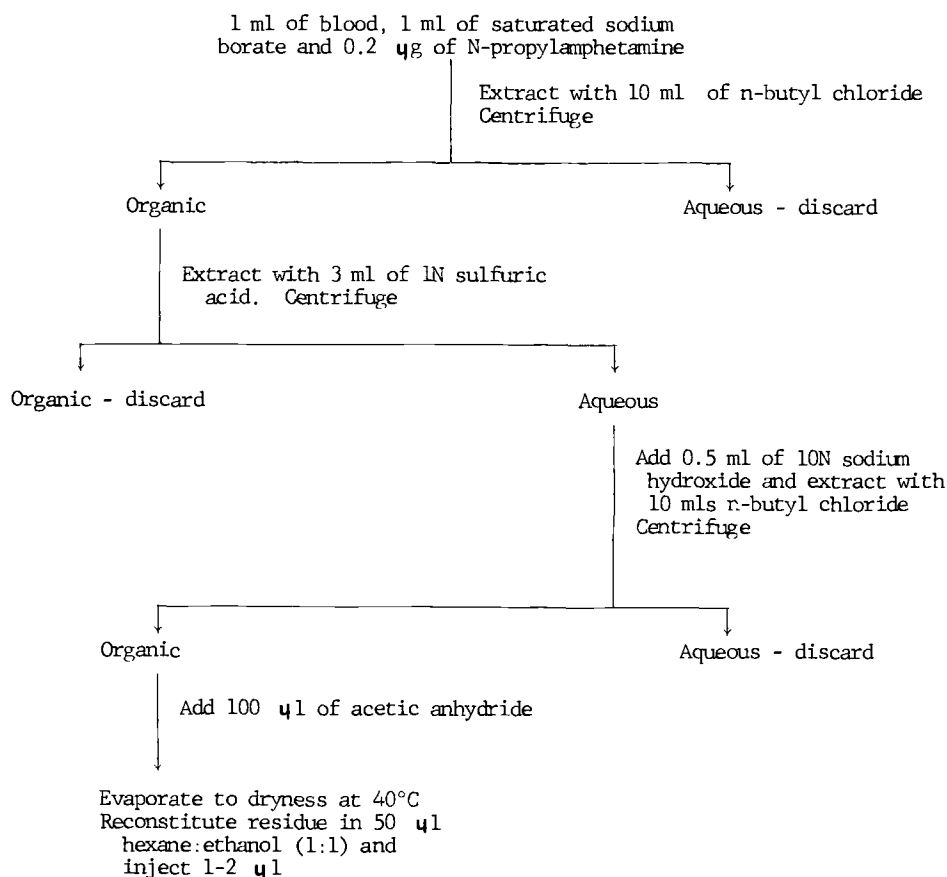 1 ml of blood, 1 ml of saturated sodium
borate and 0.2 μg of N-propylamphetamine
Extract with 10 ml of n-butyl chloride
Centrifuge
Organic
Aqueous - discard
Extract with 3 ml of 1N sulfuric
acid. Centrifuge
Organic - discard
Aqueous
Add 0.5 ml of 10N sodium
hydroxide and extract with
10 mls n-butyl chloride
Centrifuge
Organic
Aqueous - discard
Add 100 μl of acetic anhydride
Evaporate to dryness at 40°C
Reconstitute residue in 50 μl
hexane:ethanol (1:1) and
inject 1-2 μl